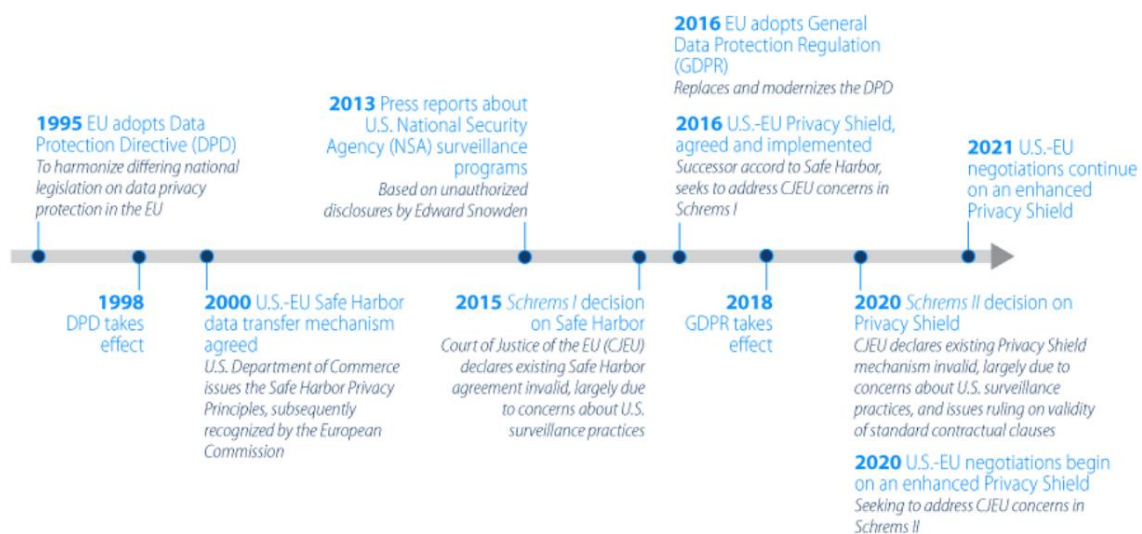 1995 EU adopts Data
Protection Directive (DPD)
To harmonize differing national
legislation on data privacy
protection in the EU
1998
DPD takes
effect
2000 U.S.-EU Safe Harbor
data transfer mechanism
agreed
U.S. Department of Commerce
issues the Safe Harbor Privacy
Principles, subsequently
recognized by the European
Commission
2013 Press reports about
U.S. National Security
Agency (NSA) surveillance
programs
Based on unauthorized
disclosures by Edward Snowden
2015 Schrems I decision
on Safe Harbor
Court of Justice of the EU (CJEU)
declares existing Safe Harbor
agreement invalid, largely due
to concerns about U.S.
surveillance practices
2016 EU adopts General
Data Protection Regulation
(GDPR)
Replaces and modernizes the DPD
2016 U.S.-EU Privacy Shield,
agreed and implemented
Successor accord to Safe Harbor,
seeks to address CJEU concerns in
Schrems I
2018
GDPR takes
effect
2020 Schrems II decision on
Privacy Shield
CJEU declares existing Privacy Shield
mechanism invalid, largely due to
concerns about U.S. surveillance
practices, and issues ruling on validity
of standard contractual clauses
2020 U.S.-EU negotiations begin
on an enhanced Privacy Shield
Seeking to address CJEU concerns in
Schrems II
2021 U.S.-EU
negotiations continue
on an enhanced
Privacy Shield